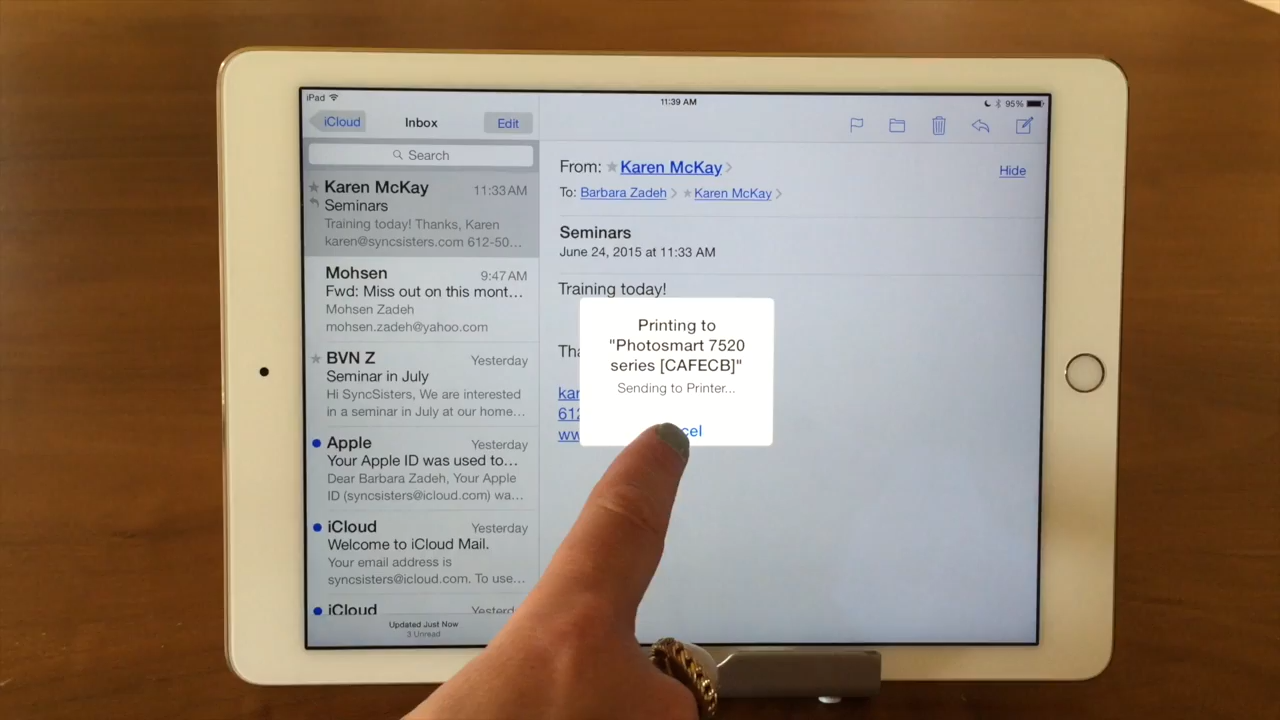 iPad
11:39 AM
95%
iCloud
Inbox
Edit
Search
Karen McKay 11:33 AM
Seminars
Training today! Thanks, Karen
karen@syncsisters.com 612-50...
Mohsen 9:47 AM
Fwd: Miss out on this mont...
Mohsen Zadeh
mohsen.zadeh@yahoo.com
BVN Z Yesterday
Seminar in July
Hi SyncSisters, We are interested
in a seminar in July at our home...
Apple Yesterday
Your Apple ID was used to...
Dear Barbara Zadeh, Your Apple
ID (syncsisters@icloud.com) wa...
iCloud Yesterday
Welcome to iCloud Mail.
Your email address is
syncsisters@icloud.com. To use...
iCloud Yesterd
Updated Just Now
3 Unread
From: Karen McKay
Hide
To: Barbara Zadeh Karen McKay
Seminars
June 24, 2015 at 11:33 AM
Training today!
Tha
kar
612
ww
Printing to
"Photosmart 7520
series [CAFECB]"
Sending to Printer...
cel